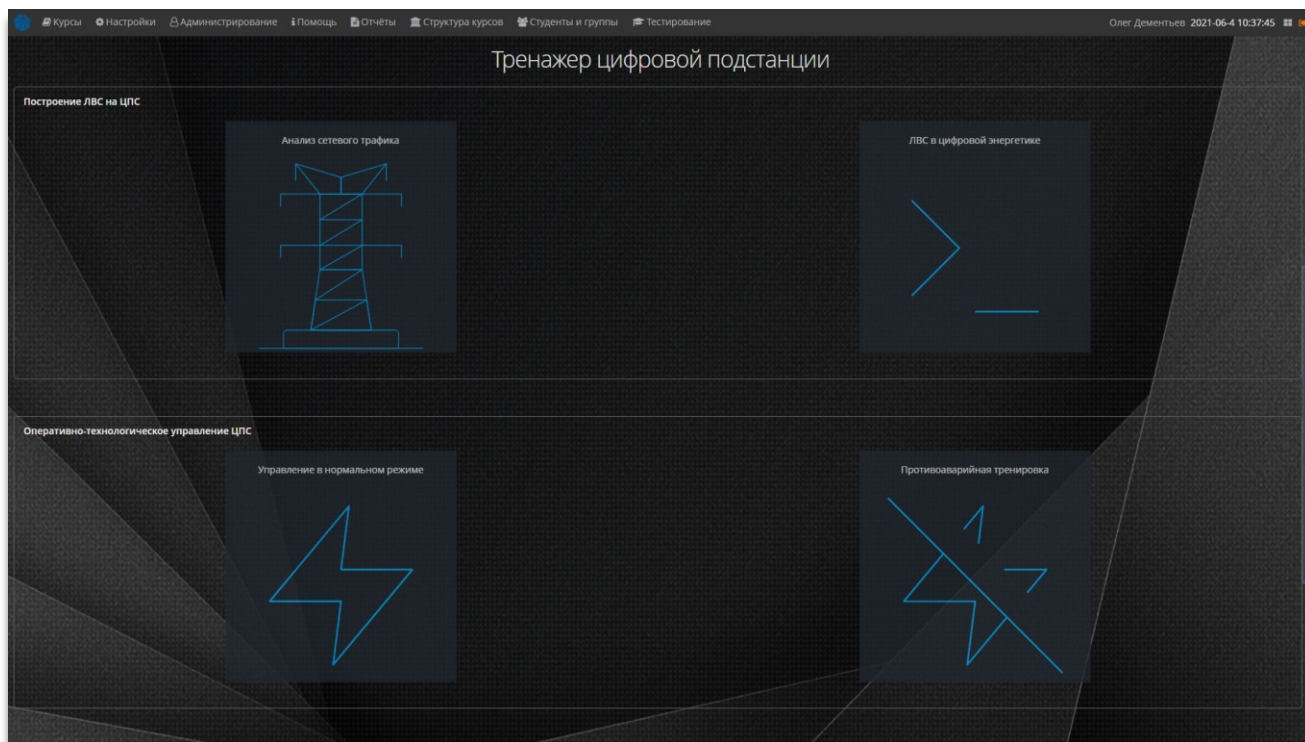 Курсы Настройки Администрирование Помощь Отчёты Структура курсов Студенты и группы Тестирование Олег Дементьев 2021-06-4 10:37:45
Тренажер цифровой подстанции
Построение ЛВС на ЦПС
Анализ сетевого трафика ЛВС в цифровой энергетике
Оперативно-технологическое управление ЦПС
Управление в нормальном режиме Противоаварийная тренировка